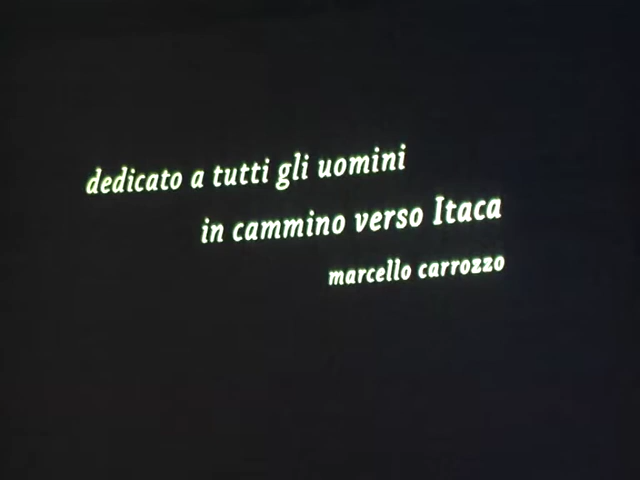 dedicato a tutti gli uomini
in cammino verso Itaca
marcello carrozzo